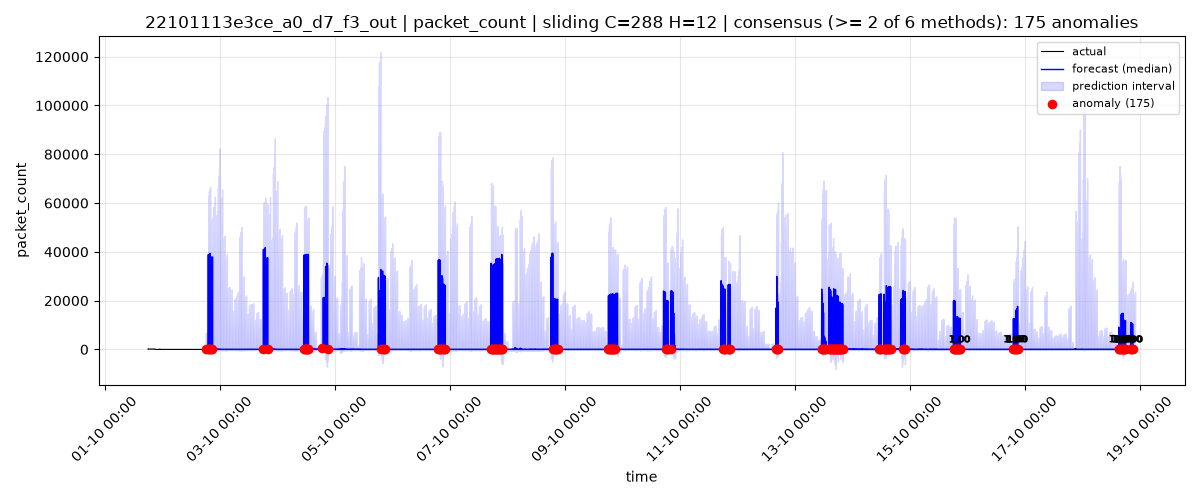 22101113e3ce_a0_d7_f3_out | packet_count | sliding C=288 H=12 | consensus (>= 2 of 6 methods): 175 anomalies
actual
forecast (median)
prediction interval
anomaly (175)
packet_count
120000
100000
80000
60000
40000
20000
0
01-10 00:00
03-10 00:00
05-10 00:00
07-10 00:00
09-10 00:00
11-10 00:00
13-10 00:00
15-10 00:00
17-10 00:00
19-10 00:00
time